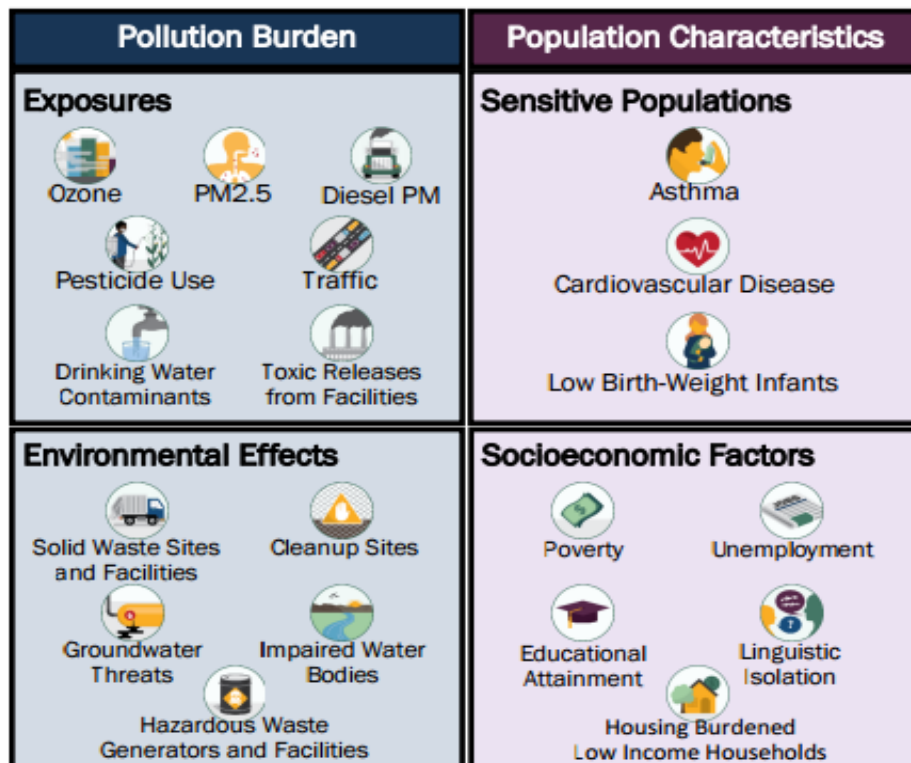 Pollution Burden
Population Characteristics
Exposures
Ozone
PM2.5
Diesel PM
Pesticide Use
Traffic
Drinking Water
Contaminants
Toxic Releases
from Facilities
Sensitive Populations
Asthma
Cardiovascular Disease
Low Birth-Weight Infants
Environmental Effects
Solid Waste Sites
and Facilities
Cleanup Sites
Groundwater
Threats
Impaired Water
Bodies
Hazardous Waste
Generators and Facilities
Socioeconomic Factors
Poverty
Unemployment
Educational
Attainment
Linguistic
Isolation
Housing Burdened
Low Income Households